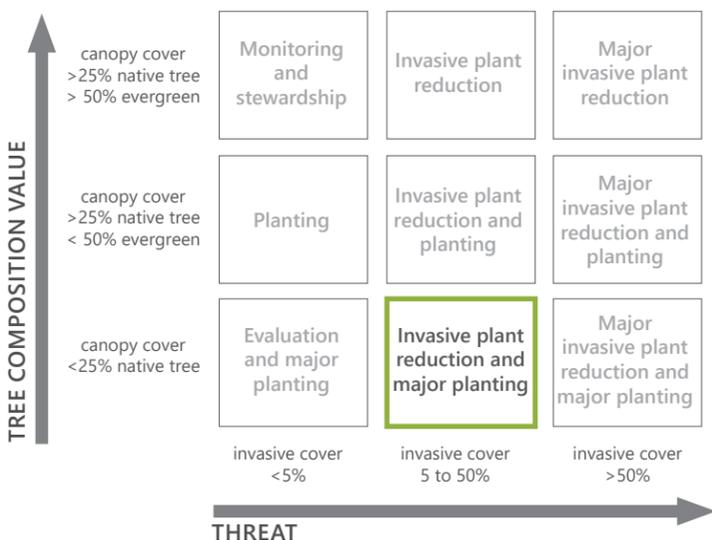 TREE COMPOSITION VALUE
canopy cover
>25% native tree
> 50% evergreen
Monitoring
and
stewardship
Invasive plant
reduction
Major
invasive plant
reduction
canopy cover
>25% native tree
< 50% evergreen
Planting
Invasive plant
reduction and
planting
Major
invasive plant
reduction and
planting
canopy cover
<25% native tree
Evaluation
and major
planting
Invasive plant
reduction and
major planting
Major
invasive plant
reduction and
major planting
invasive cover
<5%
invasive cover
5 to 50%
invasive cover
>50%
THREAT